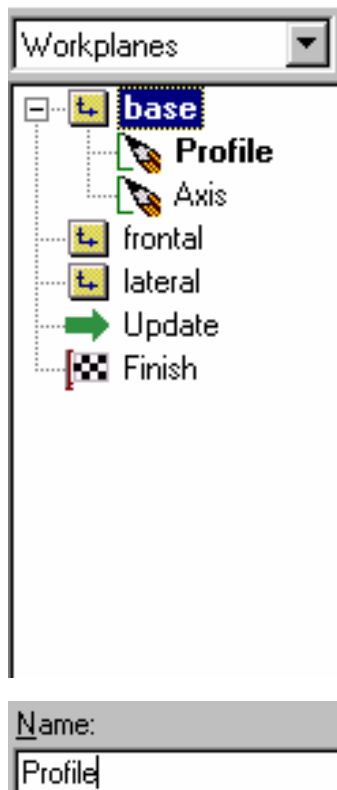 Workplanes
base
Profile
Axis
frontal
lateral
Update
Finish
Name:
Profile